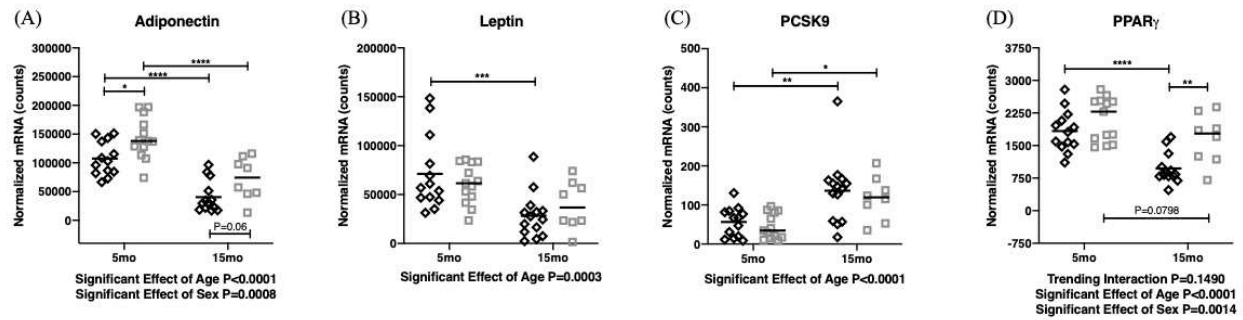 (A)
Adiponectin
Normalized mRNA (counts)
300000
250000
200000
150000
100000
50000
0
****
****
*
P=0.06
5mo 15mo
Significant Effect of Age P<0.0001
Significant Effect of Sex P=0.0008
(B)
Leptin
Normalized mRNA (counts)
200000
150000
100000
50000
0
***
5mo 15mo
Significant Effect of Age P=0.0003
(C)
PCSK9
Normalized mRNA (counts)
500
400
300
200
100
0
*
**
5mo 15mo
Significant Effect of Age P<0.0001
(D)
PPARγ
Normalized mRNA (counts)
3750
3000
2250
1500
750
0
-750
****
**
P=0.0798
5mo 15mo
Trending Interaction P=0.1490
Significant Effect of Age P<0.0001
Significant Effect of Sex P=0.0014